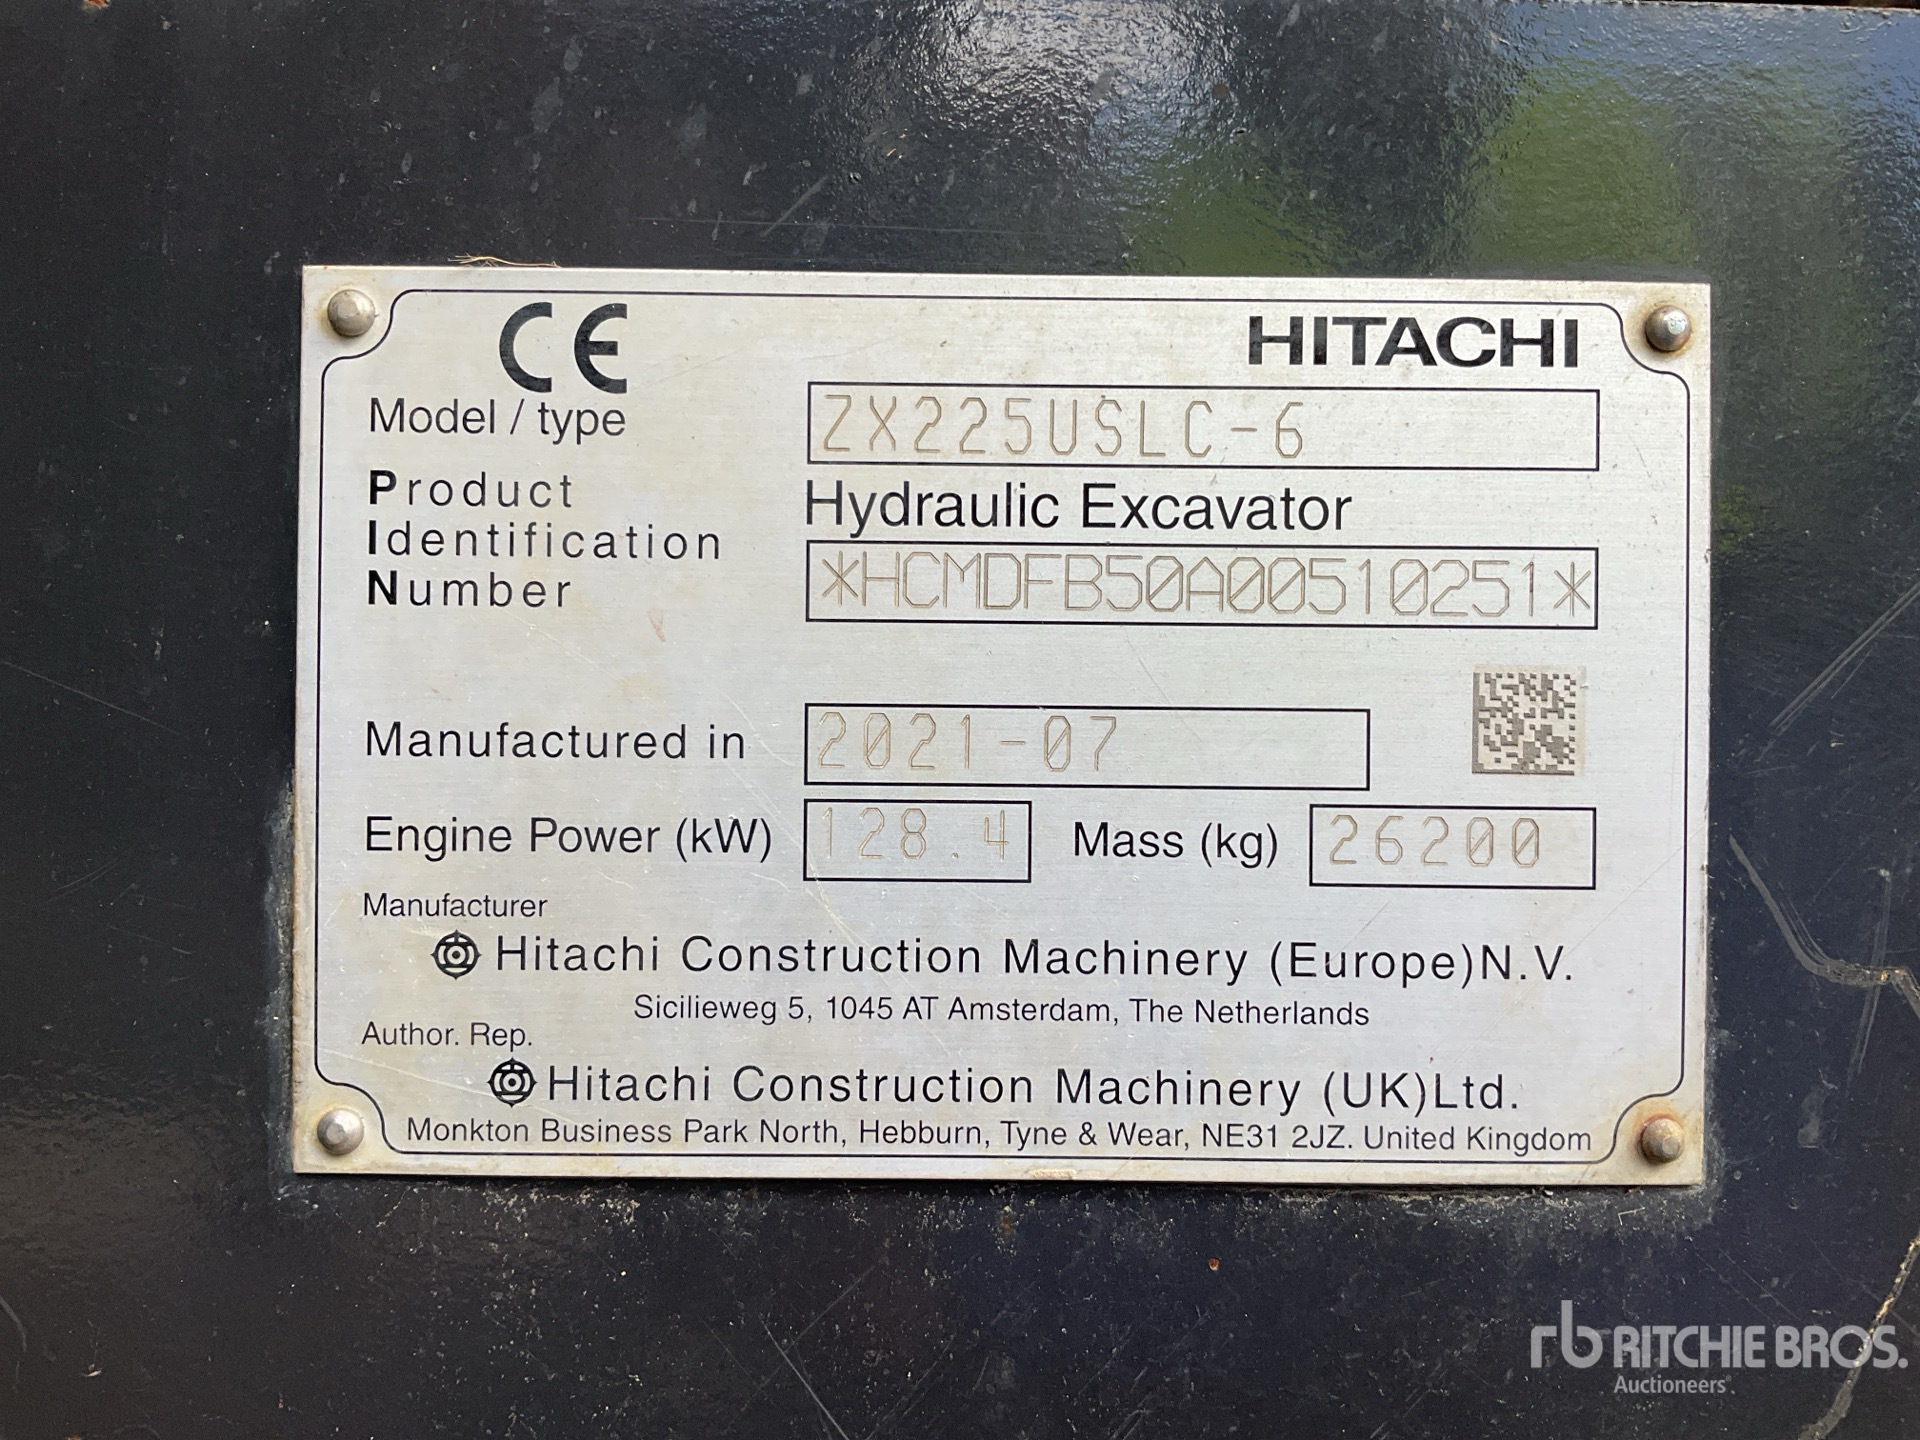 CE
HITACHI
Model / type
ZX225USLC-6
Product
Identification
Number
Hydraulic Excavator
*HCMDFB50A00510251*
Manufactured in
2021-07
Engine Power (kW)
128.4
Mass (kg)
26200
Manufacturer
Hitachi Construction Machinery (Europe)N.V.
Sicilieweg 5, 1045 AT Amsterdam, The Netherlands
Author. Rep.
Hitachi Construction Machinery (UK)Ltd.
Monkton Business Park North, Hebburn, Tyne & Wear, NE31 2JZ. United Kingdom
rb RITCHIE BROS.
Auctioneers